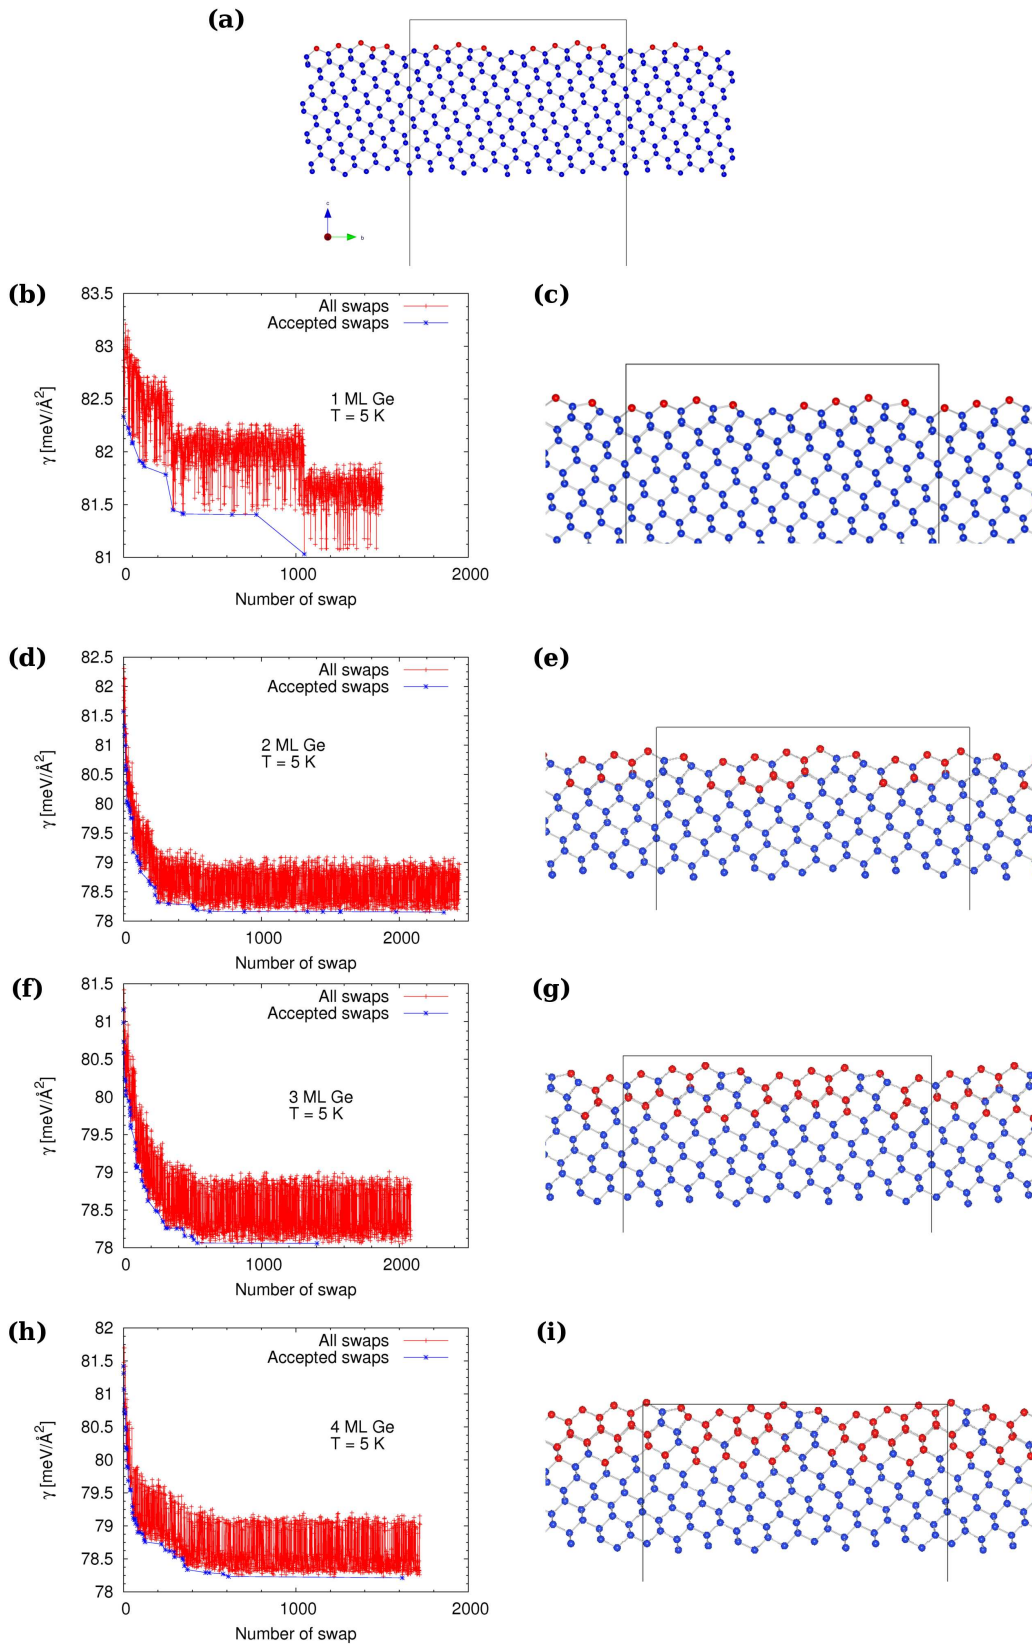 (a)
c
b
(b)
83.5
83
82.5
82
81.5
81
γ [meV/Å²]
All swaps
Accepted swaps
1 ML Ge
T = 5 K
0 1000 2000
Number of swap
(c)
(d)
82.5
82
81.5
81
80.5
80
79.5
79
78.5
78
γ [meV/Å²]
All swaps
Accepted swaps
2 ML Ge
T = 5 K
0 1000 2000
Number of swap
(e)
(f)
81.5
81
80.5
80
79.5
79
78.5
78
γ [meV/Å²]
All swaps
Accepted swaps
3 ML Ge
T = 5 K
0 1000 2000
Number of swap
(g)
(h)
82
81.5
81
80.5
80
79.5
79
78.5
78
γ [meV/Å²]
All swaps
Accepted swaps
4 ML Ge
T = 5 K
0 1000 2000
Number of swap
(i)